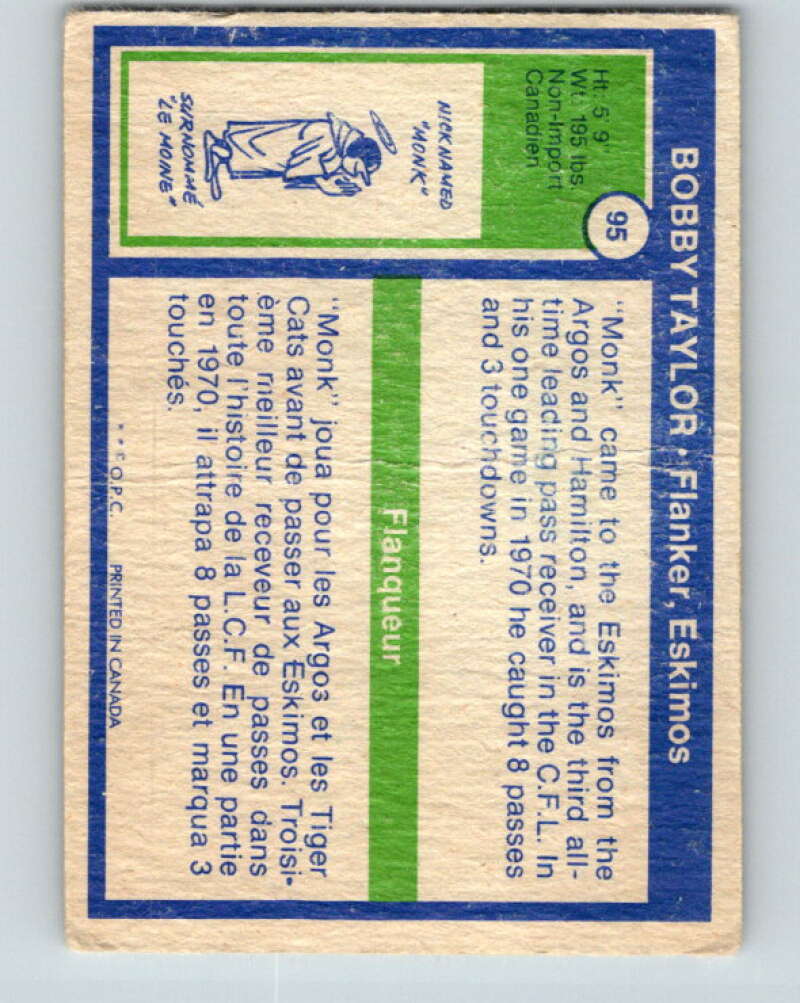 BOBBY TAYLOR • Flanker, Eskimos
95
Ht. 5' 9"
Wt. 195 lbs.
Non-Import
Canadien
NICKNAMED
"MONK"
SURNOMMÉ
"LE MOINE"
"Monk" came to the Eskimos from the
Argos and Hamilton, and is the third all-
time leading pass receiver in the C.F.L. In
his one game in 1970 he caught 8 passes
and 3 touchdowns.
Flanqueur
"Monk" joua pour les Argos et les Tiger
Cats avant de passer aux Eskimos. Troisi-
ème meilleur receveur de passes dans
toute l'histoire de la L.C.F. En une partie
en 1970, il attrapa 8 passes et marqua 3
touchés.
* * O.P.C. PRINTED IN CANADA